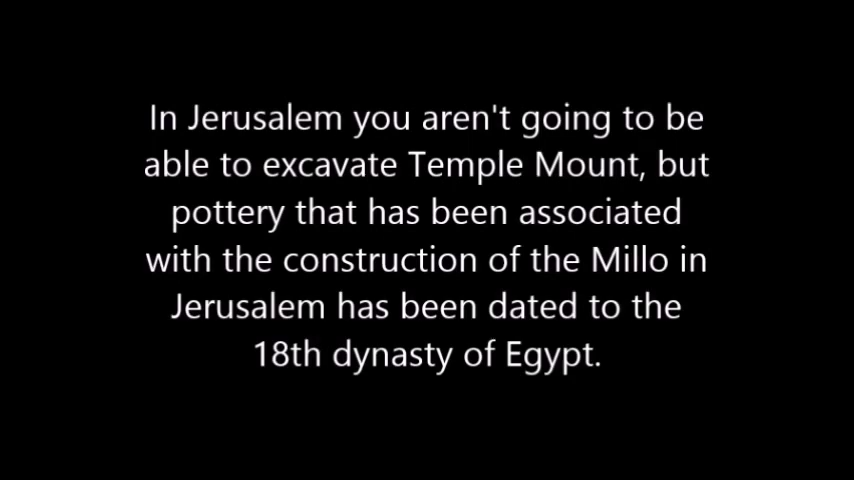 In Jerusalem you aren't going to be
able to excavate Temple Mount, but
pottery that has been associated
with the construction of the Millo in
Jerusalem has been dated to the
18th dynasty of Egypt.